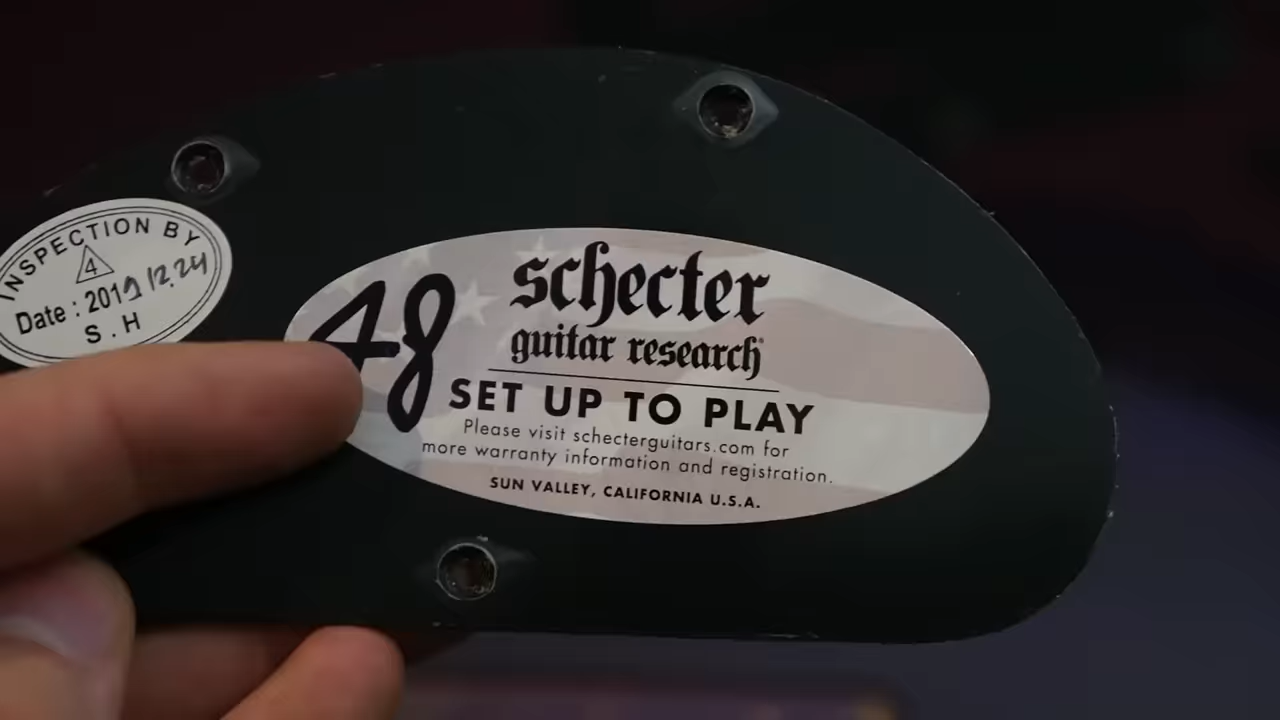 INSPECTION BY
4
Date : 2019/12.24
S . H
48
schecter
guitar research®
SET UP TO PLAY
Please visit schecterguitars.com for
more warranty information and registration.
SUN VALLEY, CALIFORNIA U.S.A.